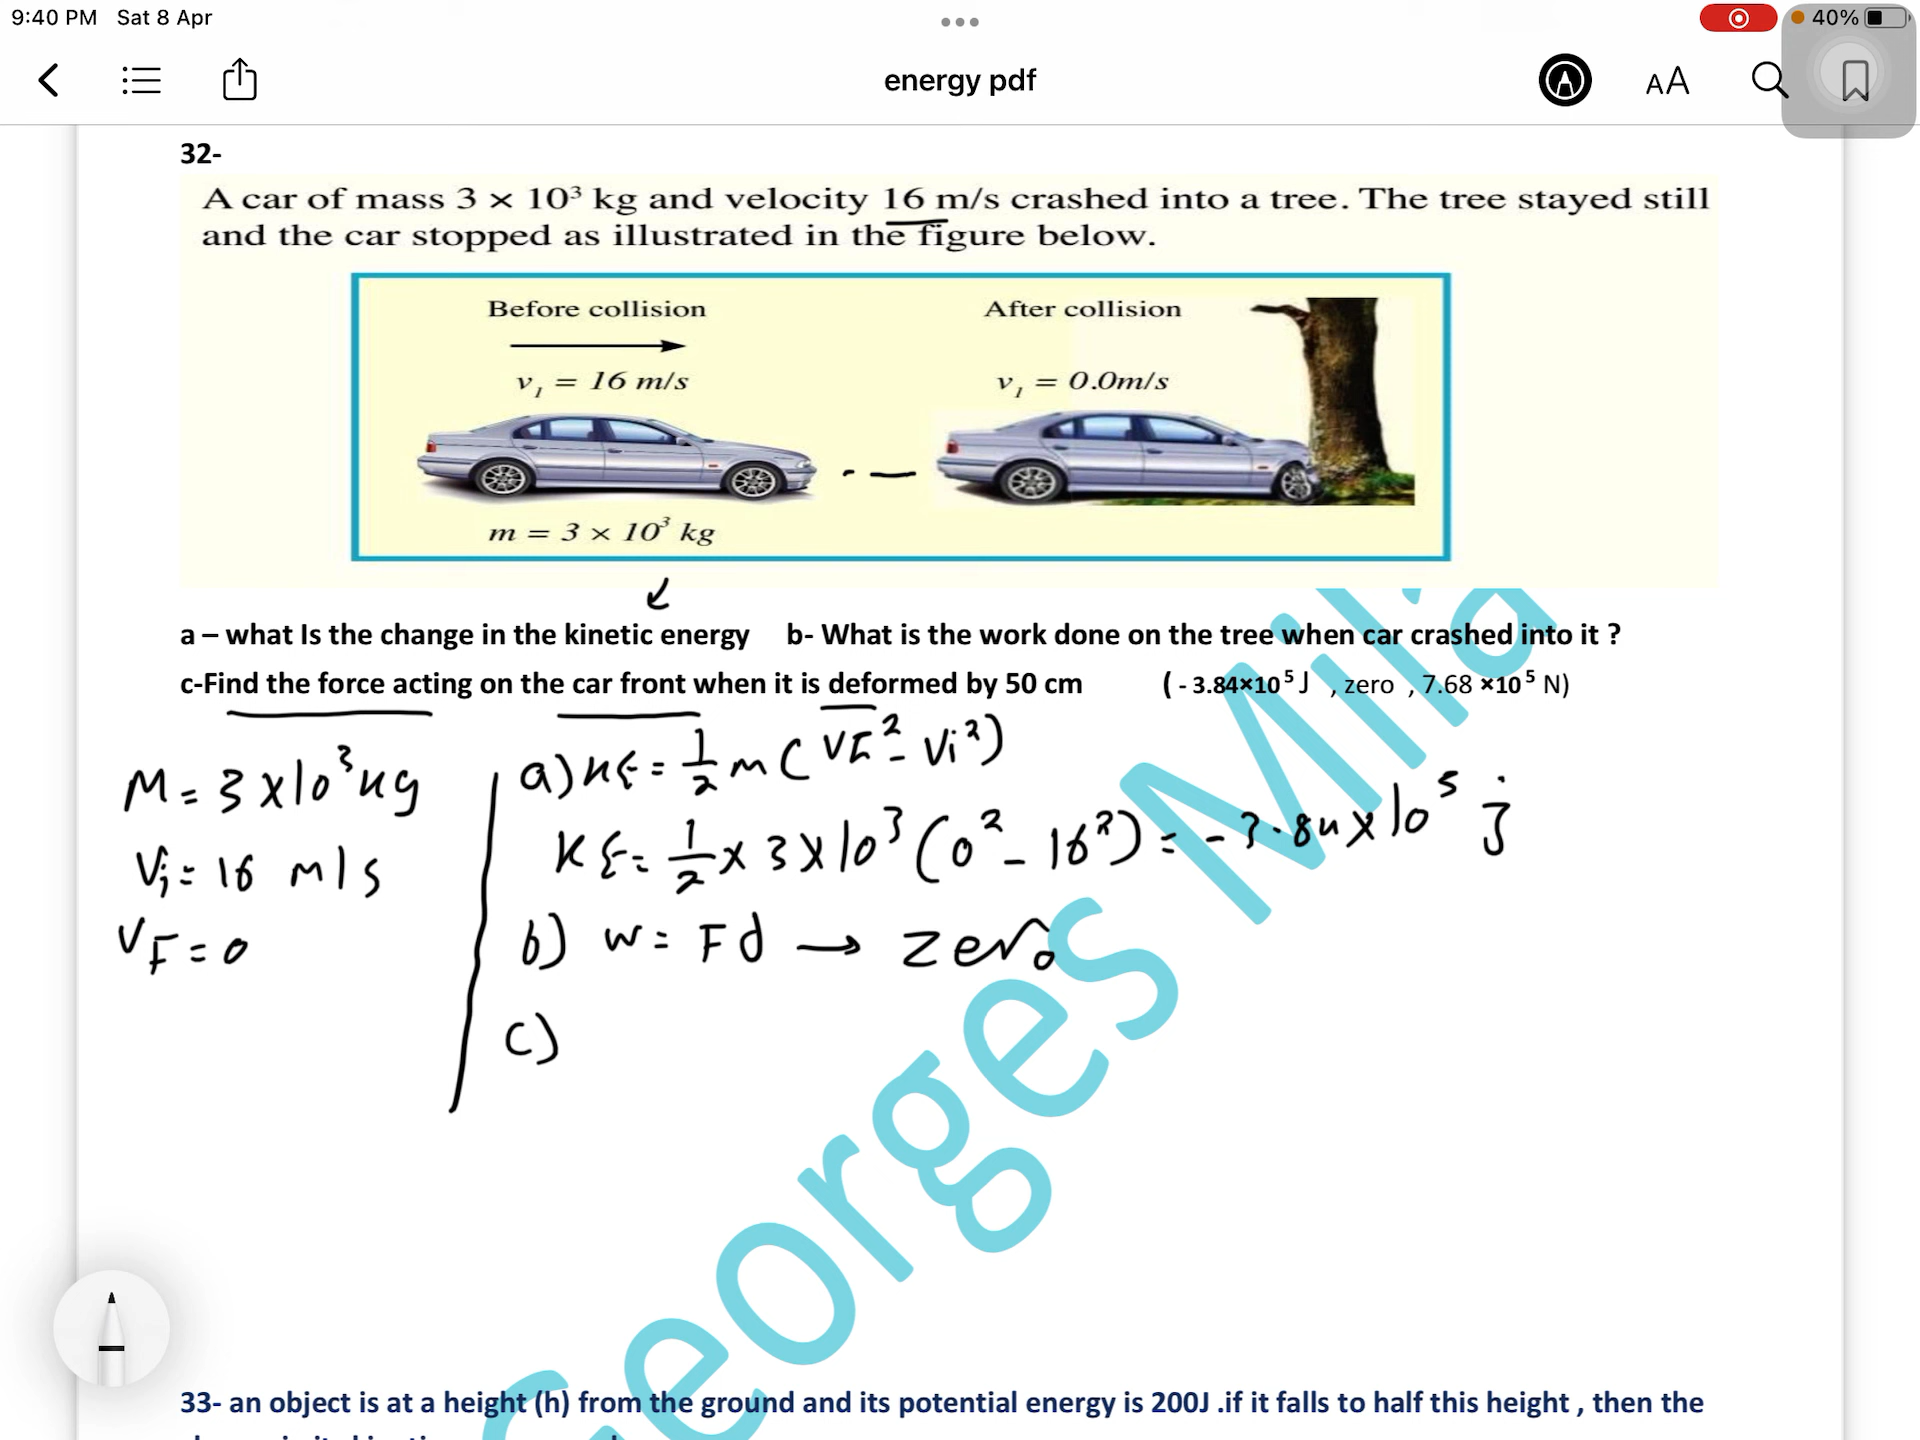 9:40 PM Sat 8 Apr
40%
energy pdf
AA
32-
A car of mass 3 × 10³ kg and velocity 16 m/s crashed into a tree. The tree stayed still
and the car stopped as illustrated in the figure below.
Before collision
After collision
v₁ = 16 m/s
v₁ = 0.0m/s
m = 3 × 10³ kg
a – what Is the change in the kinetic energy b- What is the work done on the tree when car crashed into it ?
c-Find the force acting on the car front when it is deformed by 50 cm ( - 3.84×10⁵ J , zero , 7.68 ×10⁵ N)
M = 3 x 10³ kg
Vi = 16 m/s
VF = 0
a) KE = 1/2 m ( VF² - Vi²)
KE = 1/2 x 3 x 10³ (0² - 16²) = - 3.84 x 10⁵ j
b) w = Fd → zero
c)
Georges Mila
33- an object is at a height (h) from the ground and its potential energy is 200J .if it falls to half this height , then the